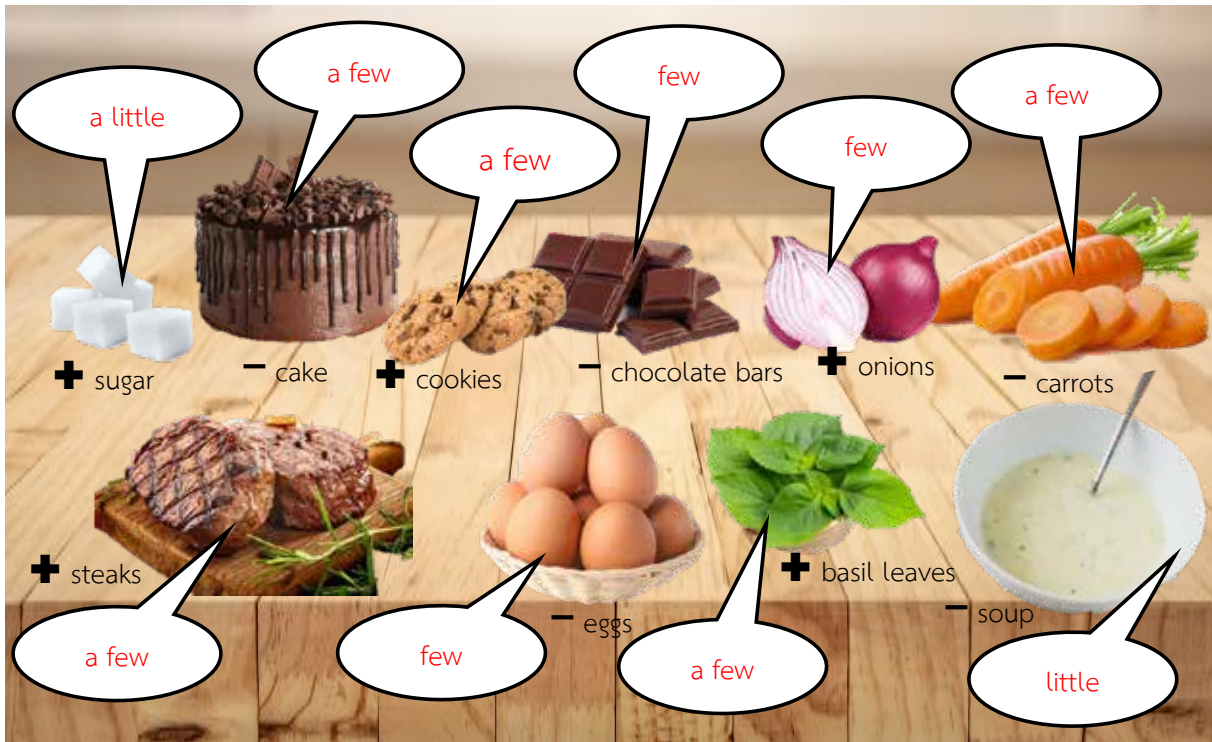 a little
a few
a few
few
few
a few
+ sugar
− cake
+ cookies
− chocolate bars
+ onions
− carrots
+ steaks
− eggs
+ basil leaves
− soup
a few
few
a few
little